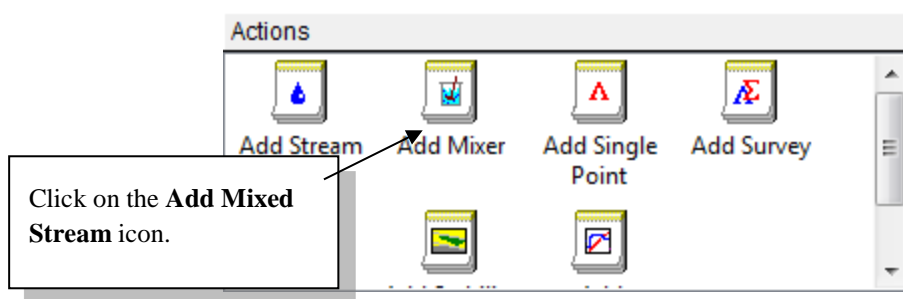 Actions
Add Stream
Add Mixer
Add Single
Point
Add Survey
Click on the Add Mixed
Stream icon.